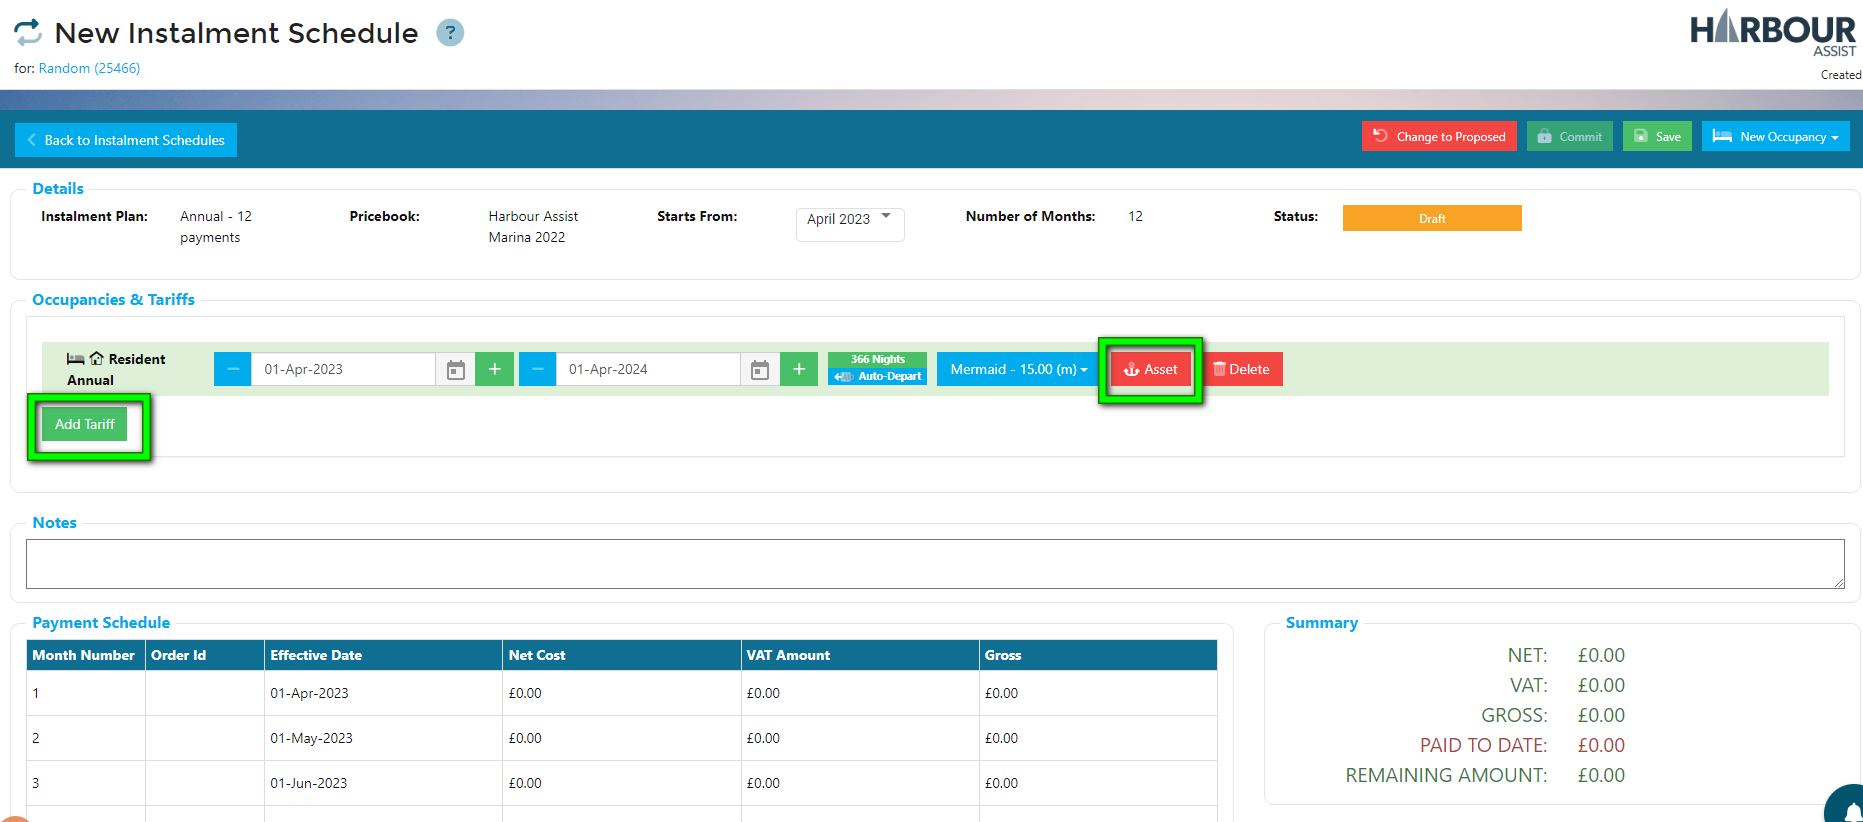 New Instalment Schedule ?
for: Random (25466)
HARBOUR
ASSIST
Created
Back to Instalment Schedules
Change to Proposed
Commit
Save
New Occupancy
Details
Instalment Plan: Annual - 12 payments
Pricebook: Harbour Assist Marina 2022
Starts From: April 2023
Number of Months: 12
Status: Draft
Occupancies & Tariffs
Resident Annual
01-Apr-2023
01-Apr-2024
366 Nights
Auto-Depart
Mermaid - 15.00 (m)
Asset
Delete
Add Tariff
Notes
Payment Schedule
Month Number Order Id Effective Date Net Cost VAT Amount Gross
1 01-Apr-2023 £0.00 £0.00 £0.00
2 01-May-2023 £0.00 £0.00 £0.00
3 01-Jun-2023 £0.00 £0.00 £0.00
Summary
NET: £0.00
VAT: £0.00
GROSS: £0.00
PAID TO DATE: £0.00
REMAINING AMOUNT: £0.00